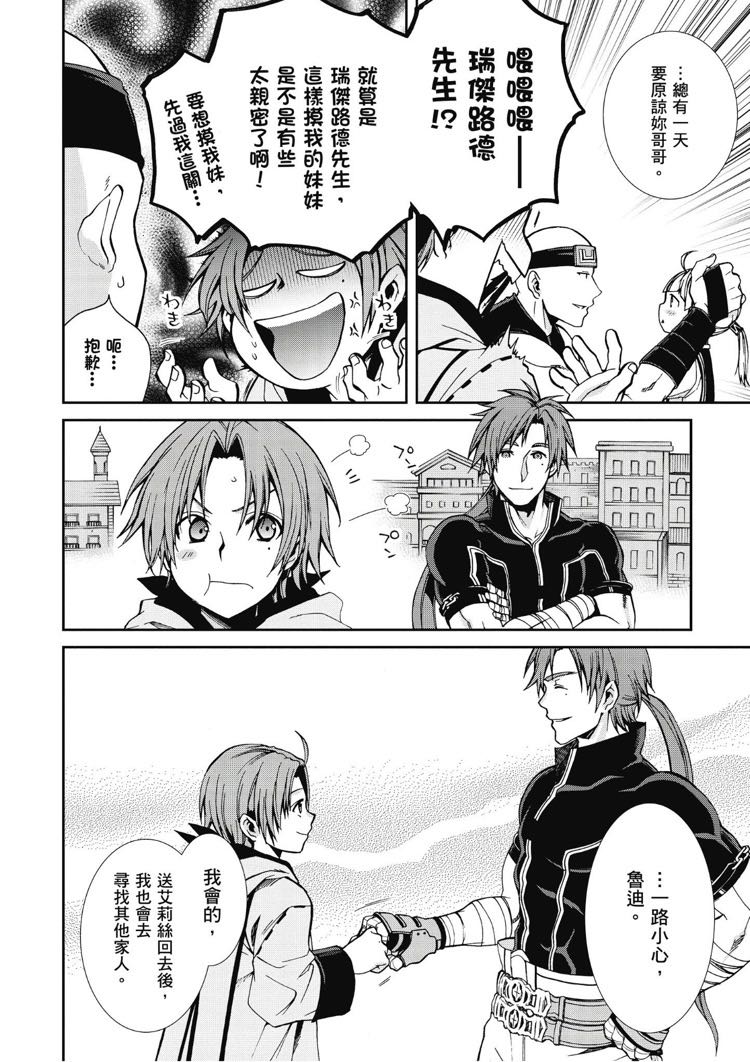 …總有一天
要原諒妳哥哥。
喂喂喂——
瑞傑路德
先生!?
就算是
瑞傑路德先生，
這樣摸我的妹妹
是不是有些
太親密了啊！
要想摸我妹，
先過我這關…
わき
わき
呃…
抱歉…
ぷに
ぷに
…一路小心，
魯迪。
我會的，
送艾莉絲回去後，
我也會去
尋找其他家人。